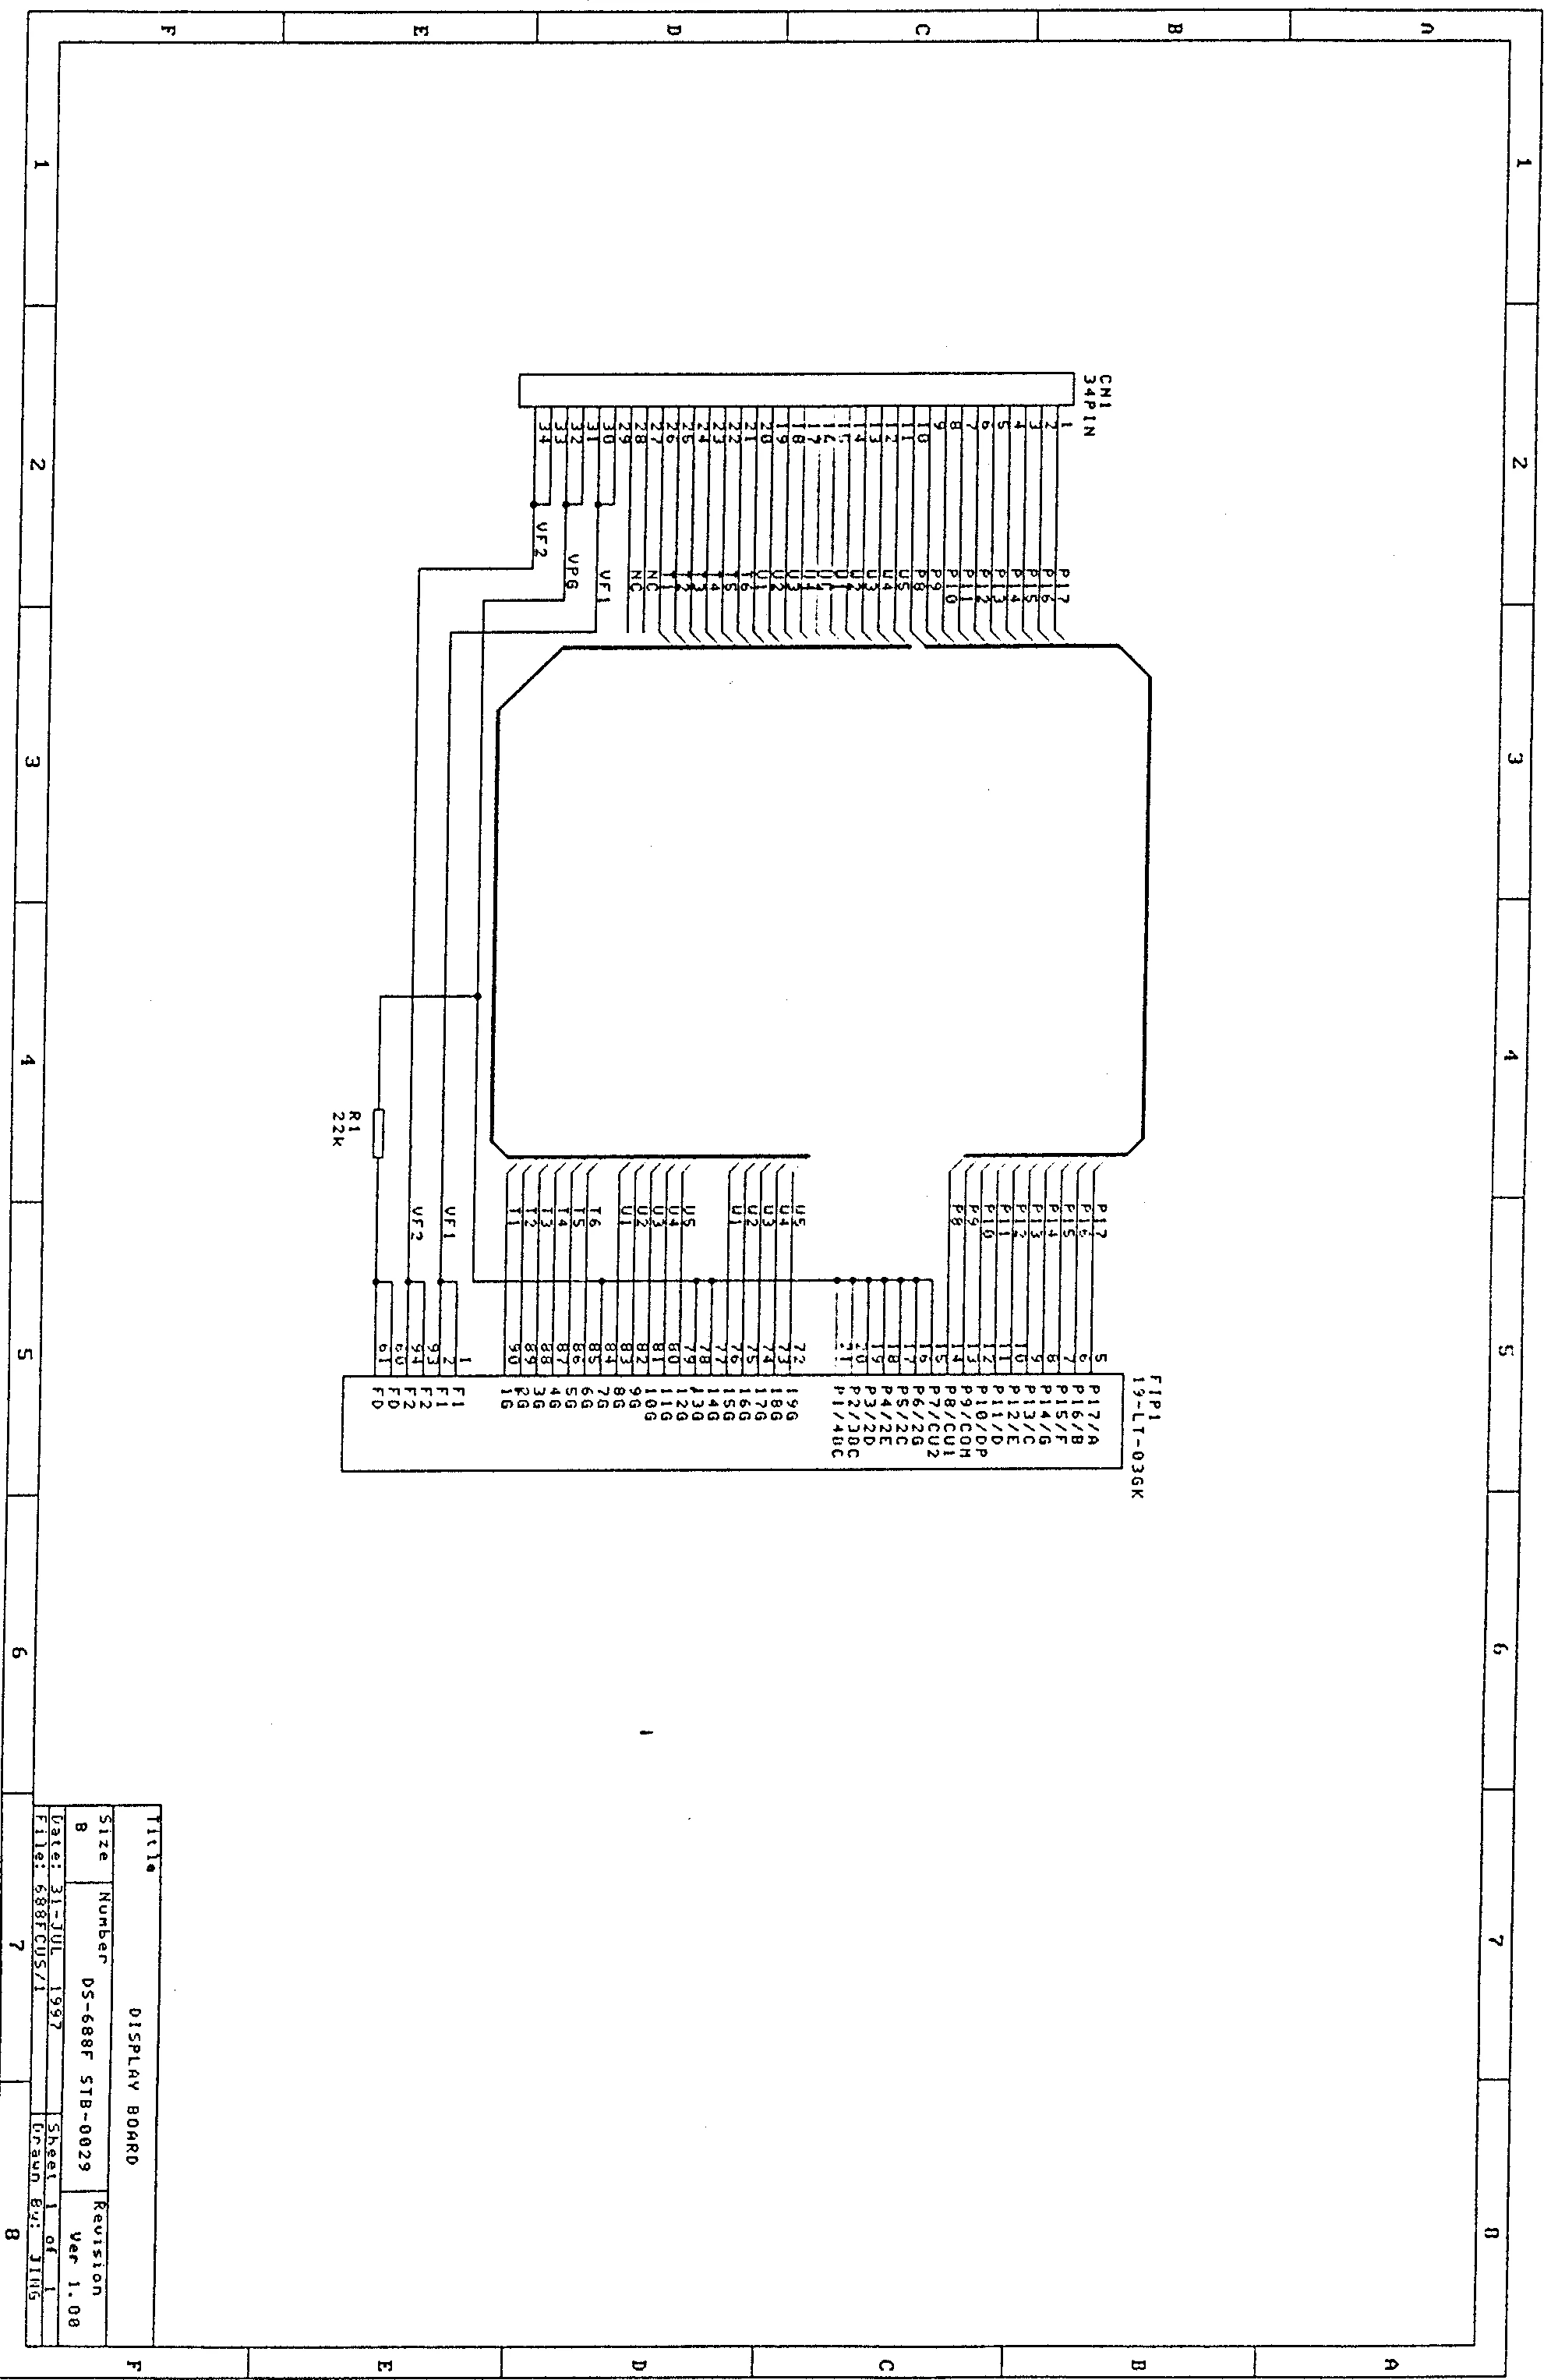 A
B
C
D
E
F
1
2
3
4
5
6
7
8
CN1
34PIN
1 P17
2 P16
3 P15
4 P14
5 P13
6 P12
7 P11
8 P10
9 P9
10 P8
11 U5
12 U4
13 U3
14 U2
15 U1
16
17 U4
18 U3
19 U2
20 U1
21 T6
22 T5
23 T4
24 T3
25 T2
26 T1
27 NC
28 NC
29
30
31 VF1
32
33 VPG
34 VF2
R1
22K
FIP1
19-LT-03GK
P17 5 P17/A
P16 6 P16/B
P15 7 P15/F
P14 8 P14/G
P13 9 P13/C
P12 10 P12/E
P11 11 P11/D
P10 12 P10/DP
P9 13 P9/COM
P8 14 P8/CU1
15 P7/CU2
16 P6/2G
17 P5/2C
18 P4/2E
19 P3/2D
20 P2/3BC
21 P1/4BC
U5 72 19G
U4 73 18G
U3 74 17G
U2 75 16G
U1 76 15G
77 14G
78 13G
U5 79 12G
U4 80 11G
U3 81 10G
U2 82 9G
U1 83 8G
84 7G
T6 85 6G
T5 86 5G
T4 87 4G
T3 88 3G
T2 89 2G
T1 90 1G
1 F1
VF1 2 F1
93 F2
VF2 94 F2
60 FD
61 FD
Title
DISPLAY BOARD
Size Number Revision
B DS-688F STB-0029 Ver 1.00
Date: 31-JUL 1997 Sheet 1 of 1
File: 688FCUS/1 Drawn By: JING
1
2
3
4
5
6
7
8
A
B
C
D
E
F